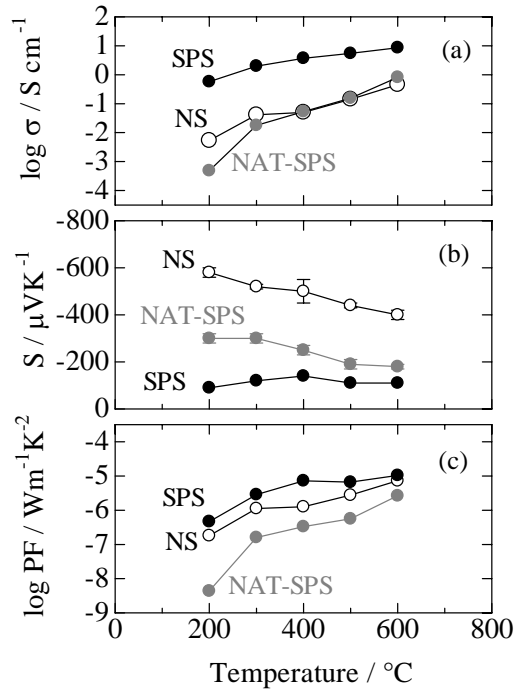 2
1
0
-1
-2
-3
-4
log σ / S cm⁻¹
(a)
SPS
NS
NAT-SPS
-800
-600
-400
-200
0
S / μVK⁻¹
(b)
NS
NAT-SPS
SPS
-4
-5
-6
-7
-8
-9
log PF / Wm⁻¹K⁻²
(c)
SPS
NS
NAT-SPS
0 200 400 600 800
Temperature / °C